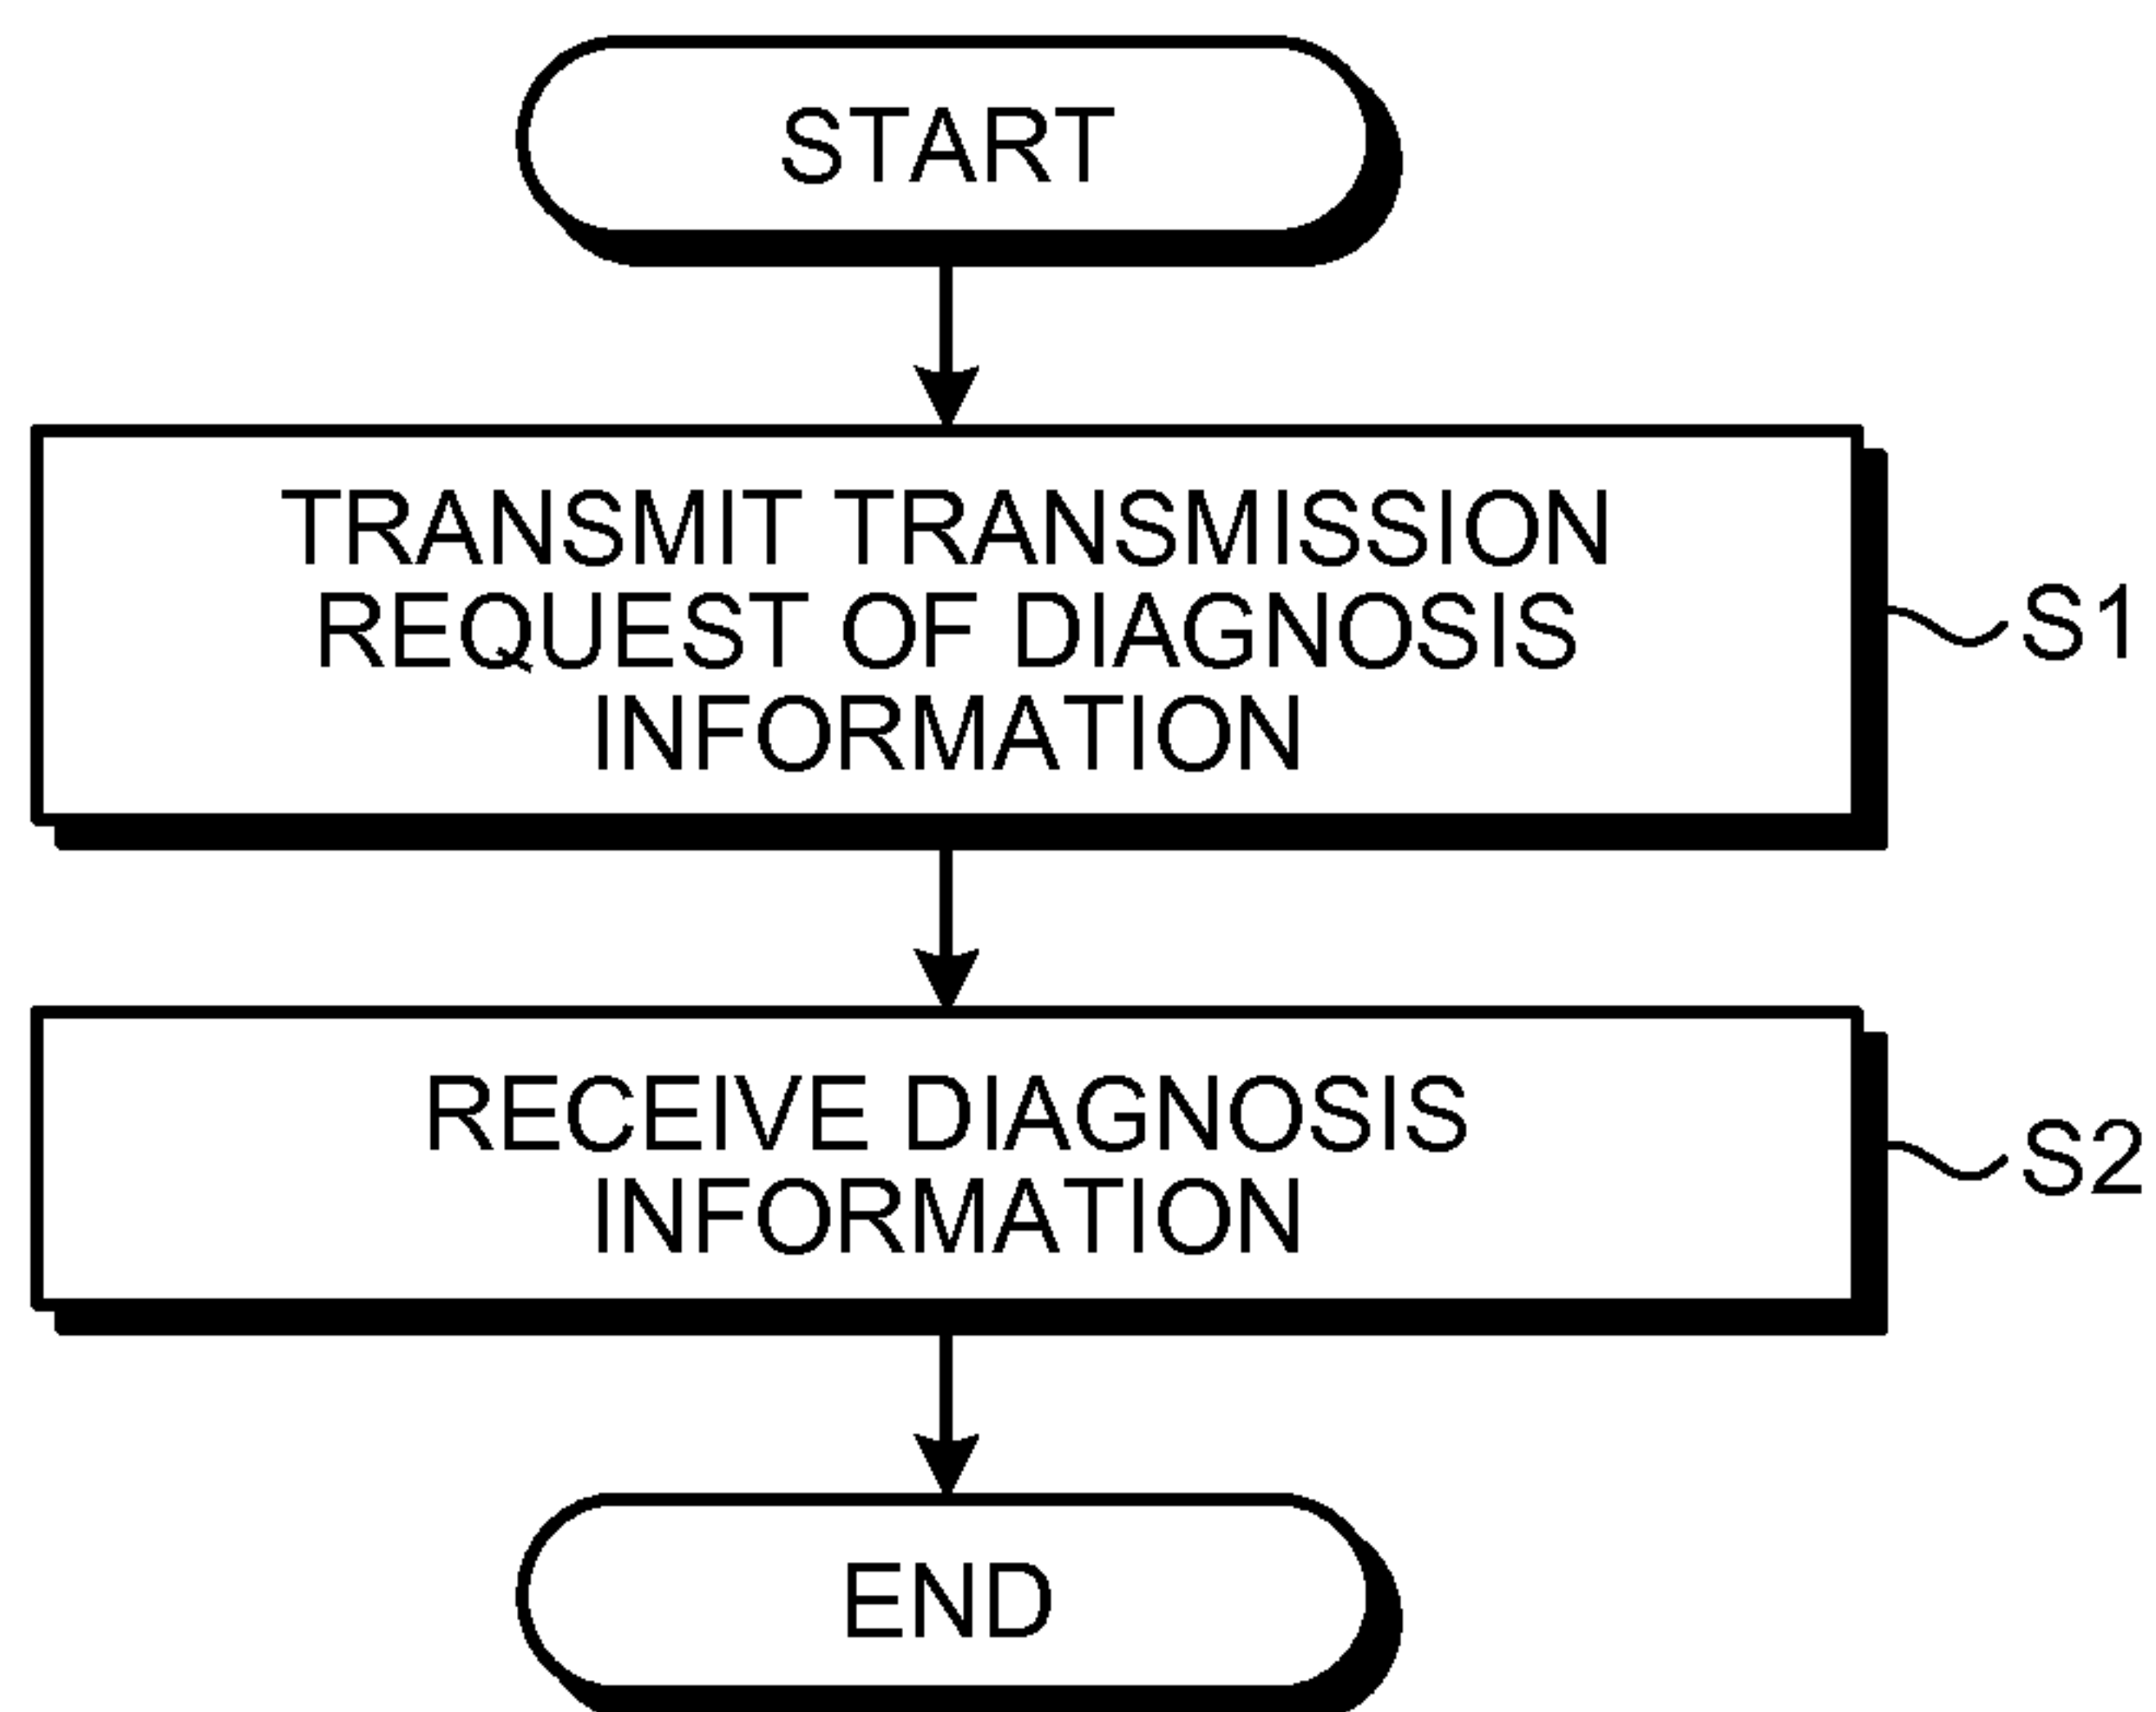 START
TRANSMIT TRANSMISSION
REQUEST OF DIAGNOSIS
INFORMATION
S1
RECEIVE DIAGNOSIS
INFORMATION
S2
END